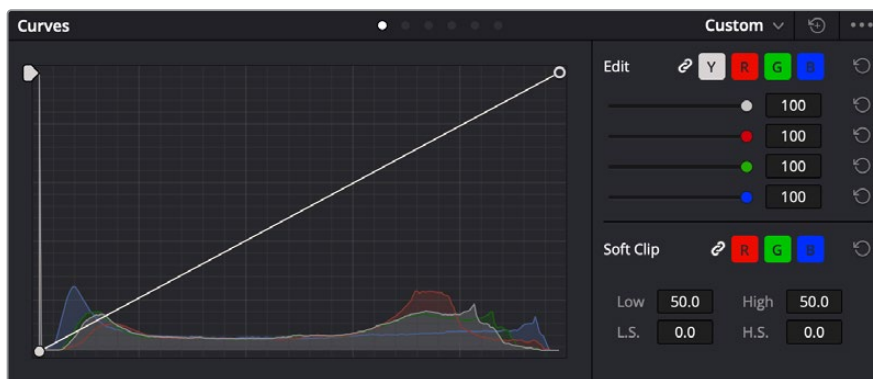 Curves
Custom
Edit Y R G B
100
100
100
100
Soft Clip R G B
Low 50.0 High 50.0
L.S. 0.0 H.S. 0.0